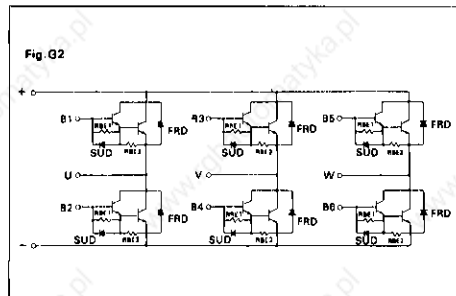 Fig.G2
+
B1 RBE1 FRD B3 RBE1 FRD B5 RBE1 FRD
SUD RBE2 SUD RBE2 SUD RBE2
U V W
B2 RBE1 FRD B4 RBE1 FRD B6 RBE1 FRD
SUD RBE2 SUD RBE2 SUD RBE2
-